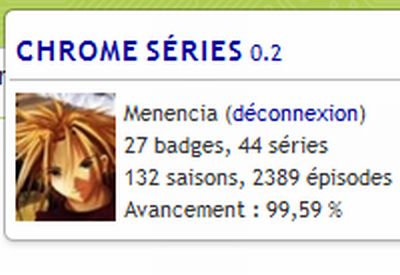 CHROME SÉRIES 0.2
Menencia (déconnexion)
27 badges, 44 séries
132 saisons, 2389 épisodes
Avancement : 99,59 %